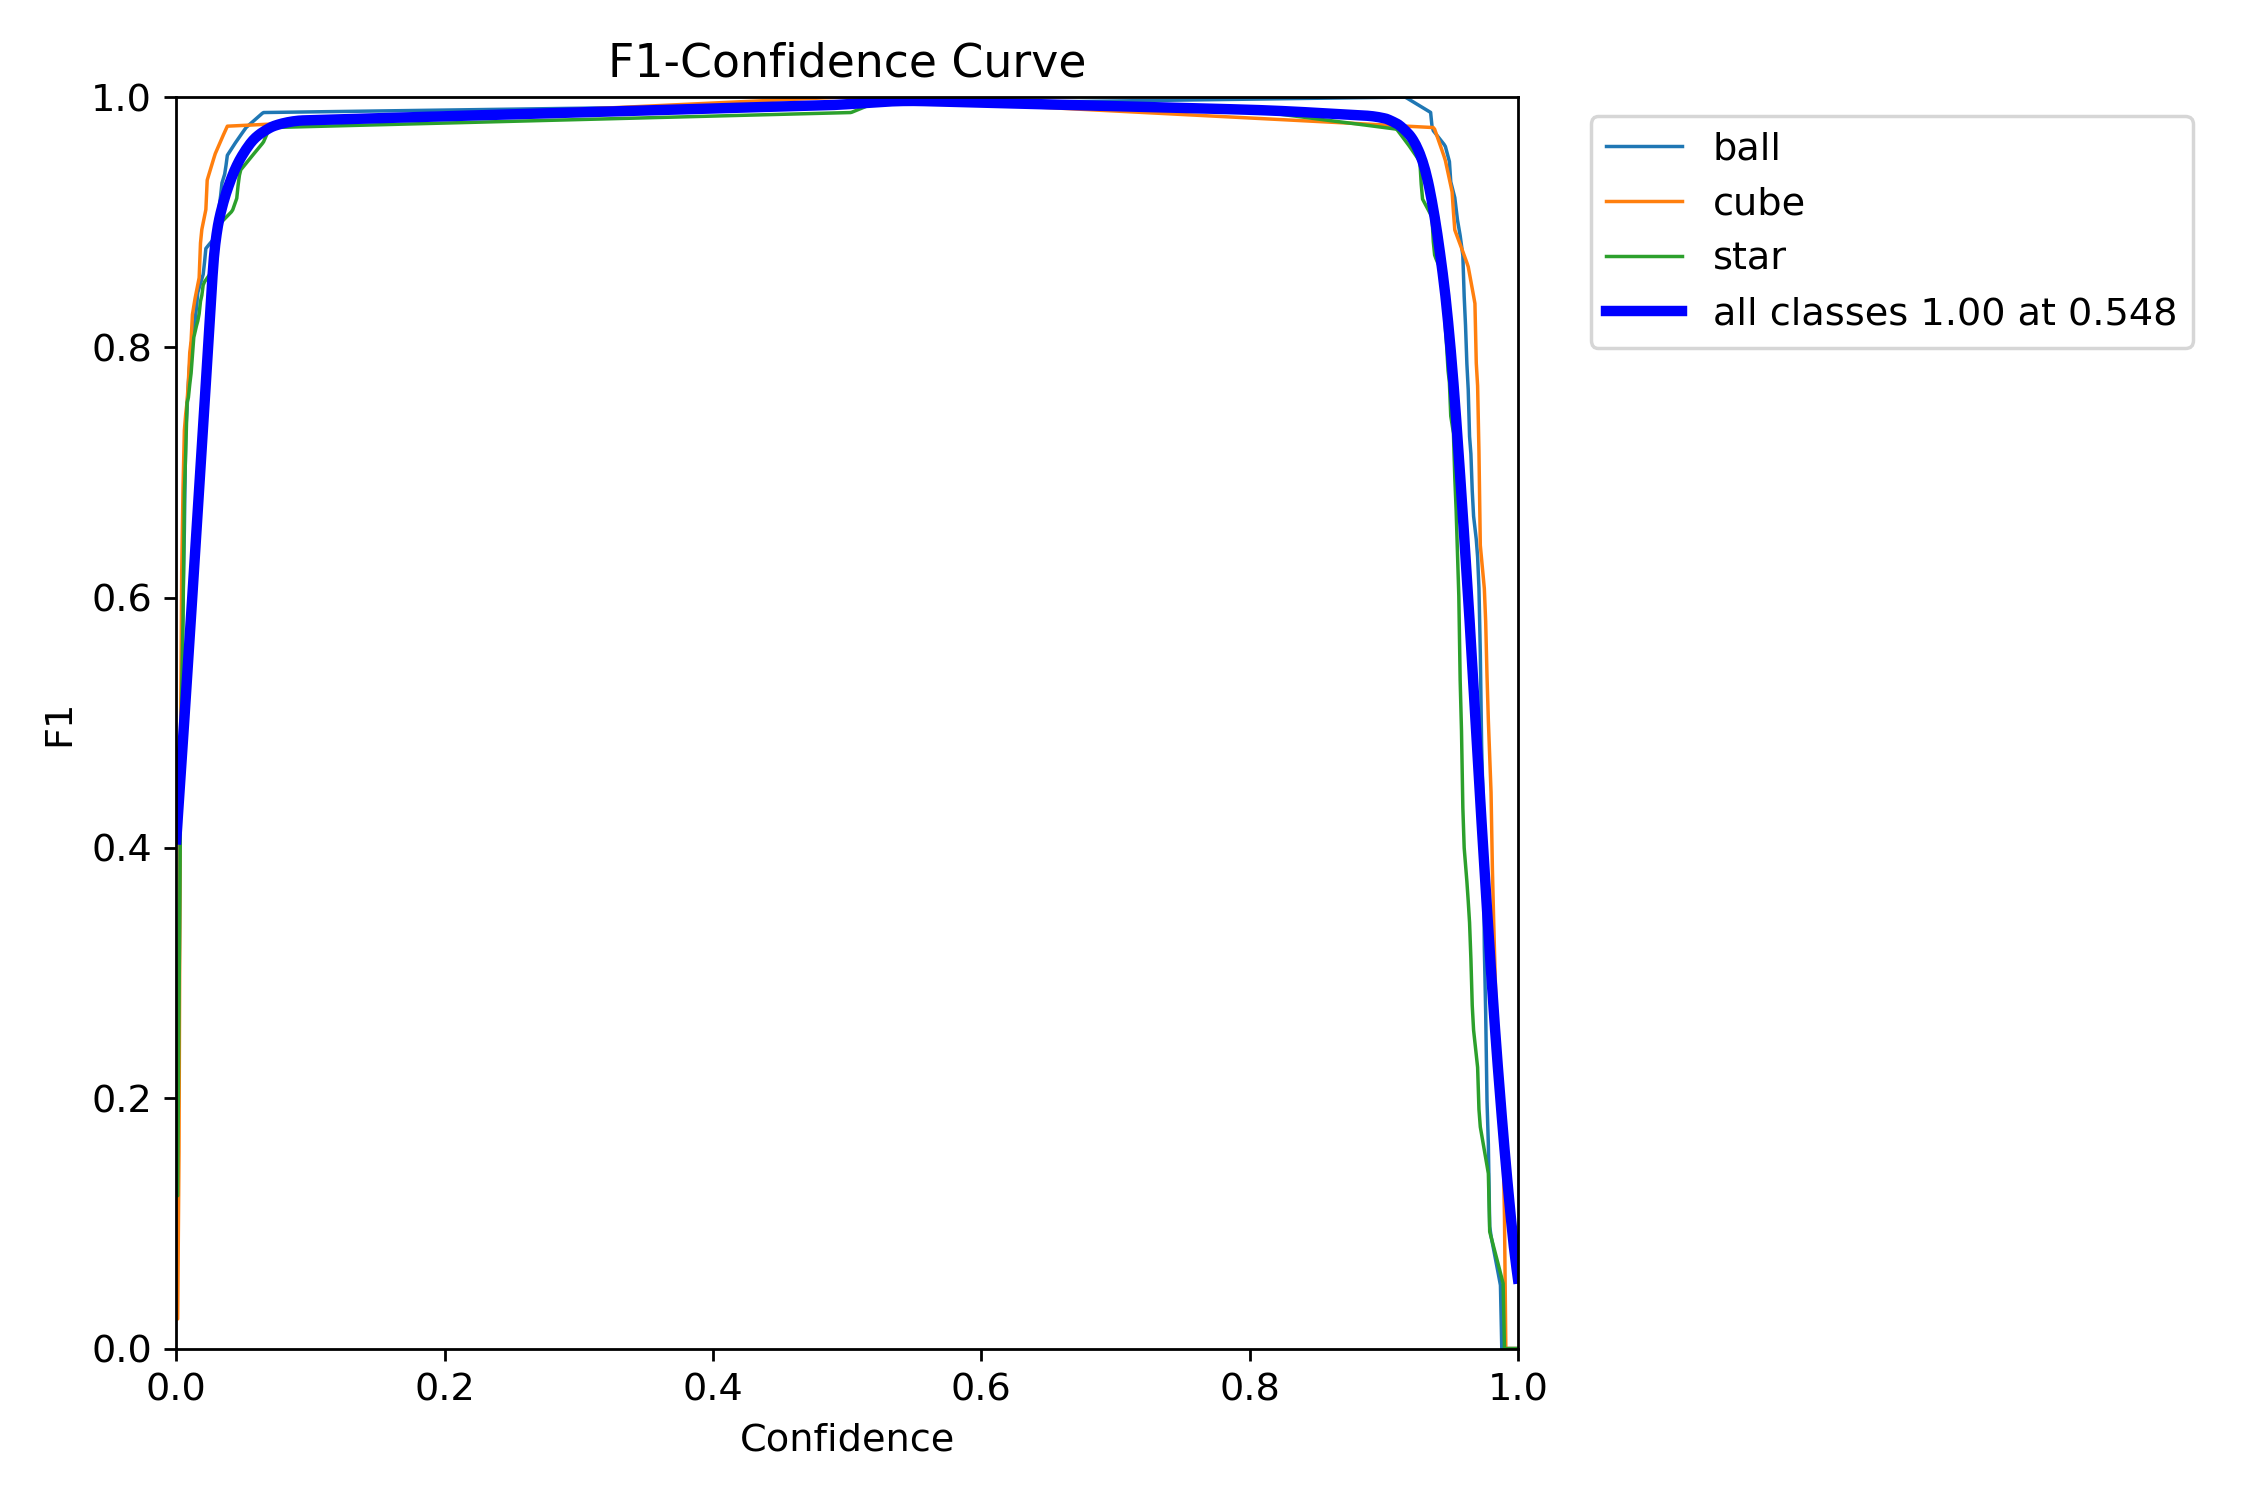 F1-Confidence Curve
1.0
0.8
0.6
0.4
0.2
0.0
F1
0.0 0.2 0.4 0.6 0.8 1.0
Confidence
ball
cube
star
all classes 1.00 at 0.548